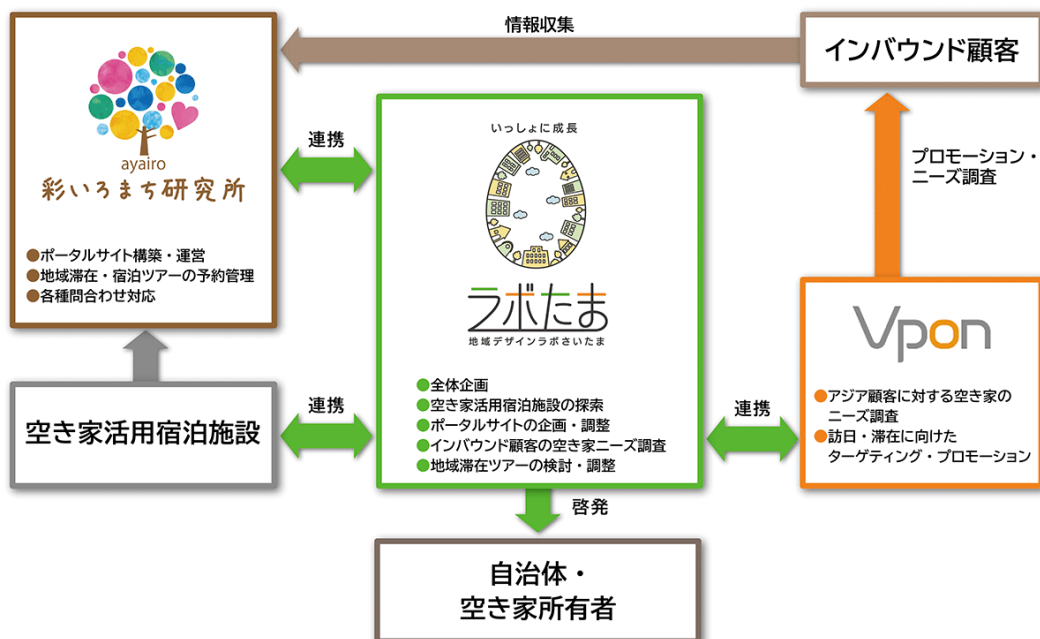 情報収集
インバウンド顧客
ayairo
彩いろまち研究所
●ポータルサイト構築・運営
●地域滞在・宿泊ツアーの予約管理
●各種問合わせ対応
連携
いっしょに成長
ラボたま
地域デザインラボさいたま
●全体企画
●空き家活用宿泊施設の探索
●ポータルサイトの企画・調整
●インバウンド顧客の空き家ニーズ調査
●地域滞在ツアーの検討・調整
プロモーション・
ニーズ調査
Vpon
●アジア顧客に対する空き家の
ニーズ調査
●訪日・滞在に向けた
ターゲティング・プロモーション
空き家活用宿泊施設
連携
連携
啓発
自治体・
空き家所有者